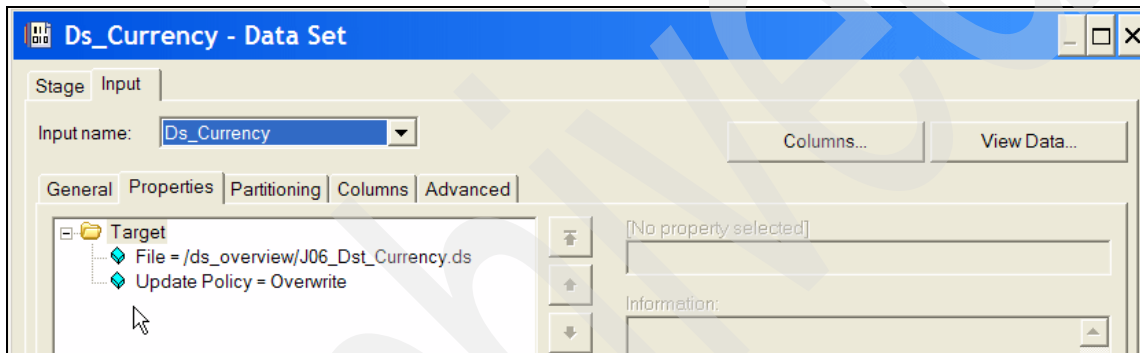 Ds_Currency - Data Set
Stage Input
Input name: Ds_Currency
Columns... View Data...
General Properties Partitioning Columns Advanced
Target
[No property selected]
File = /ds_overview/J06_Dst_Currency.ds
Update Policy = Overwrite
Information: